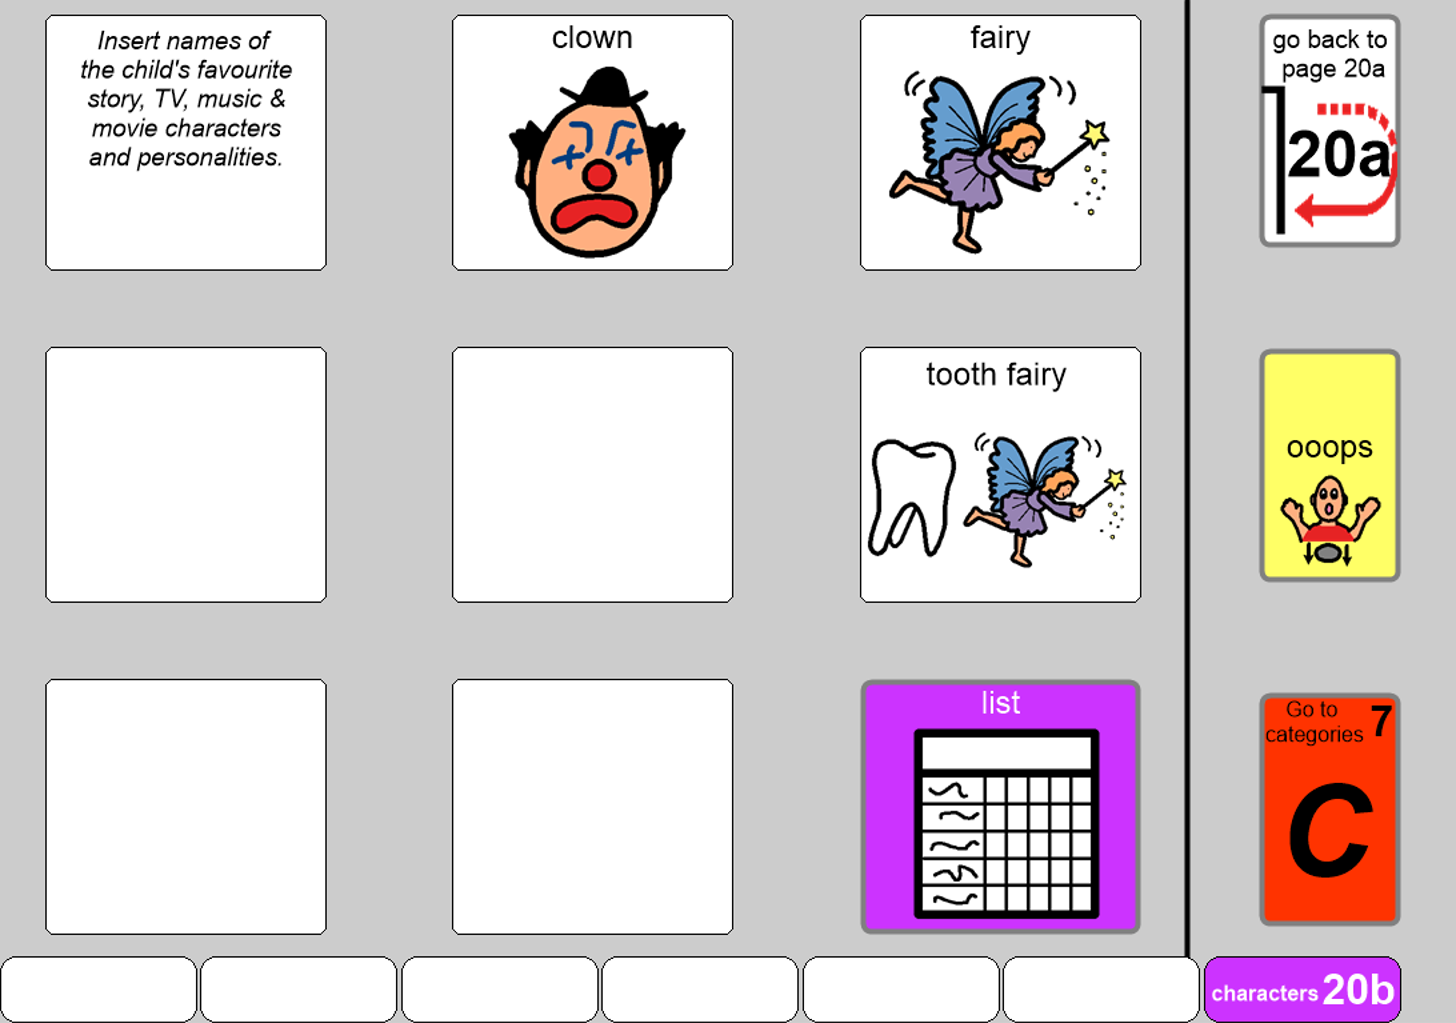 Insert names of
the child's favourite
story, TV, music &
movie characters
and personalities.
clown
fairy
go back to
page 20a
20a
tooth fairy
ooops
list
Go to
categories 7
C
characters 20b